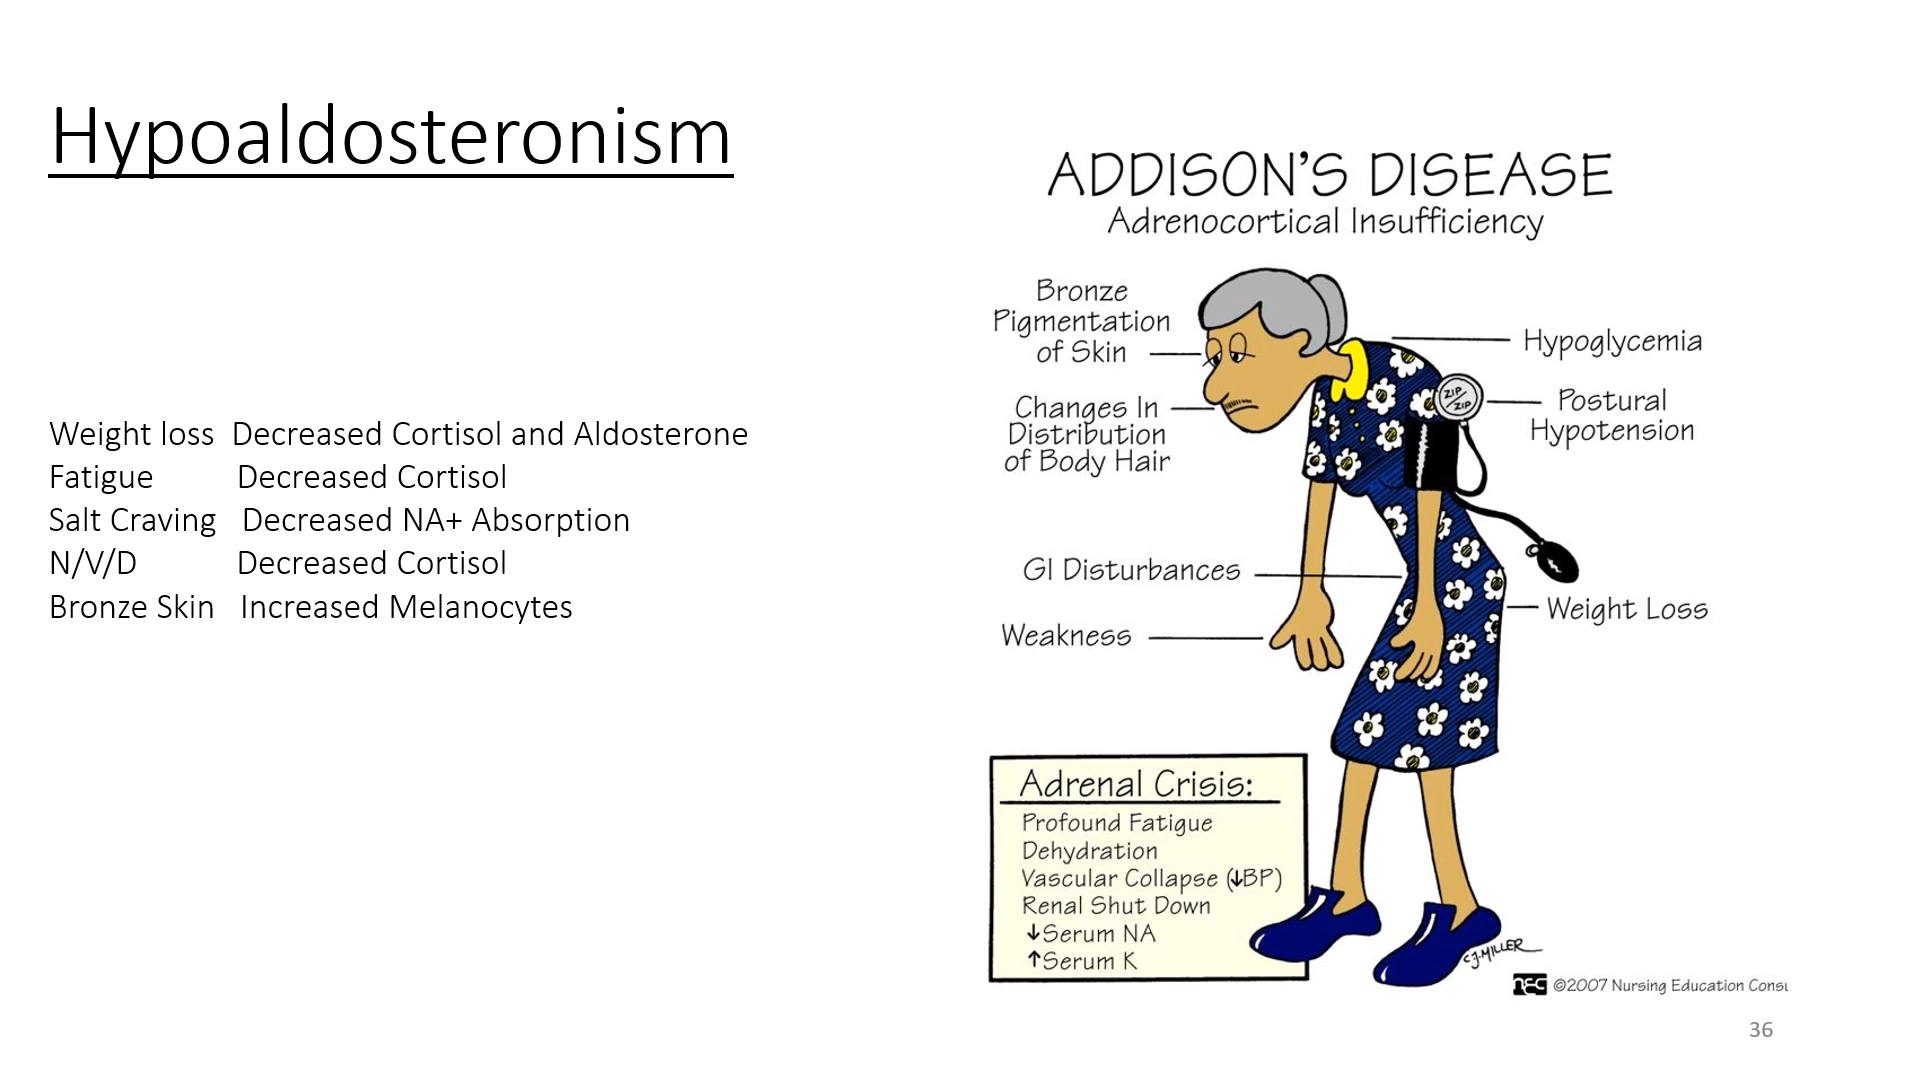 Hypoaldosteronism
Weight loss Decreased Cortisol and Aldosterone
Fatigue Decreased Cortisol
Salt Craving Decreased NA+ Absorption
N/V/D Decreased Cortisol
Bronze Skin Increased Melanocytes
ADDISON'S DISEASE
Adrenocortical Insufficiency
Bronze
Pigmentation
of Skin
Changes In
Distribution
of Body Hair
GI Disturbances
Weakness
Hypoglycemia
ZIP
ZIP
Postural
Hypotension
Weight Loss
Adrenal Crisis:
Profound Fatigue
Dehydration
Vascular Collapse (↓BP)
Renal Shut Down
↓Serum NA
↑Serum K
C.J. MILLER
nec ©2007 Nursing Education
36